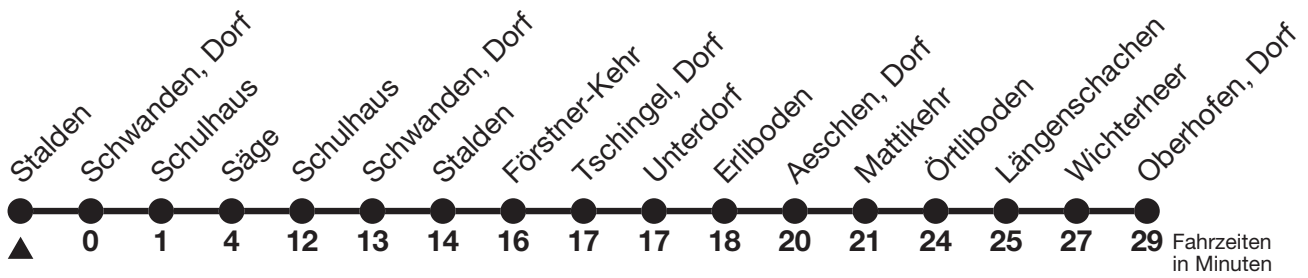 Stalden
Schwanden, Dorf
Schulhaus
Säge
Schulhaus
Schwanden, Dorf
Stalden
Förstner-Kehr
Tschingel, Dorf
Unterdorf
Erliboden
Aeschlen, Dorf
Mattikehr
Örtliboden
Längenschachen
Wichterheer
Oberhofen, Dorf
0 1 4 12 13 14 16 17 17 18 20 21 24 25 27 29 Fahrzeiten
in Minuten